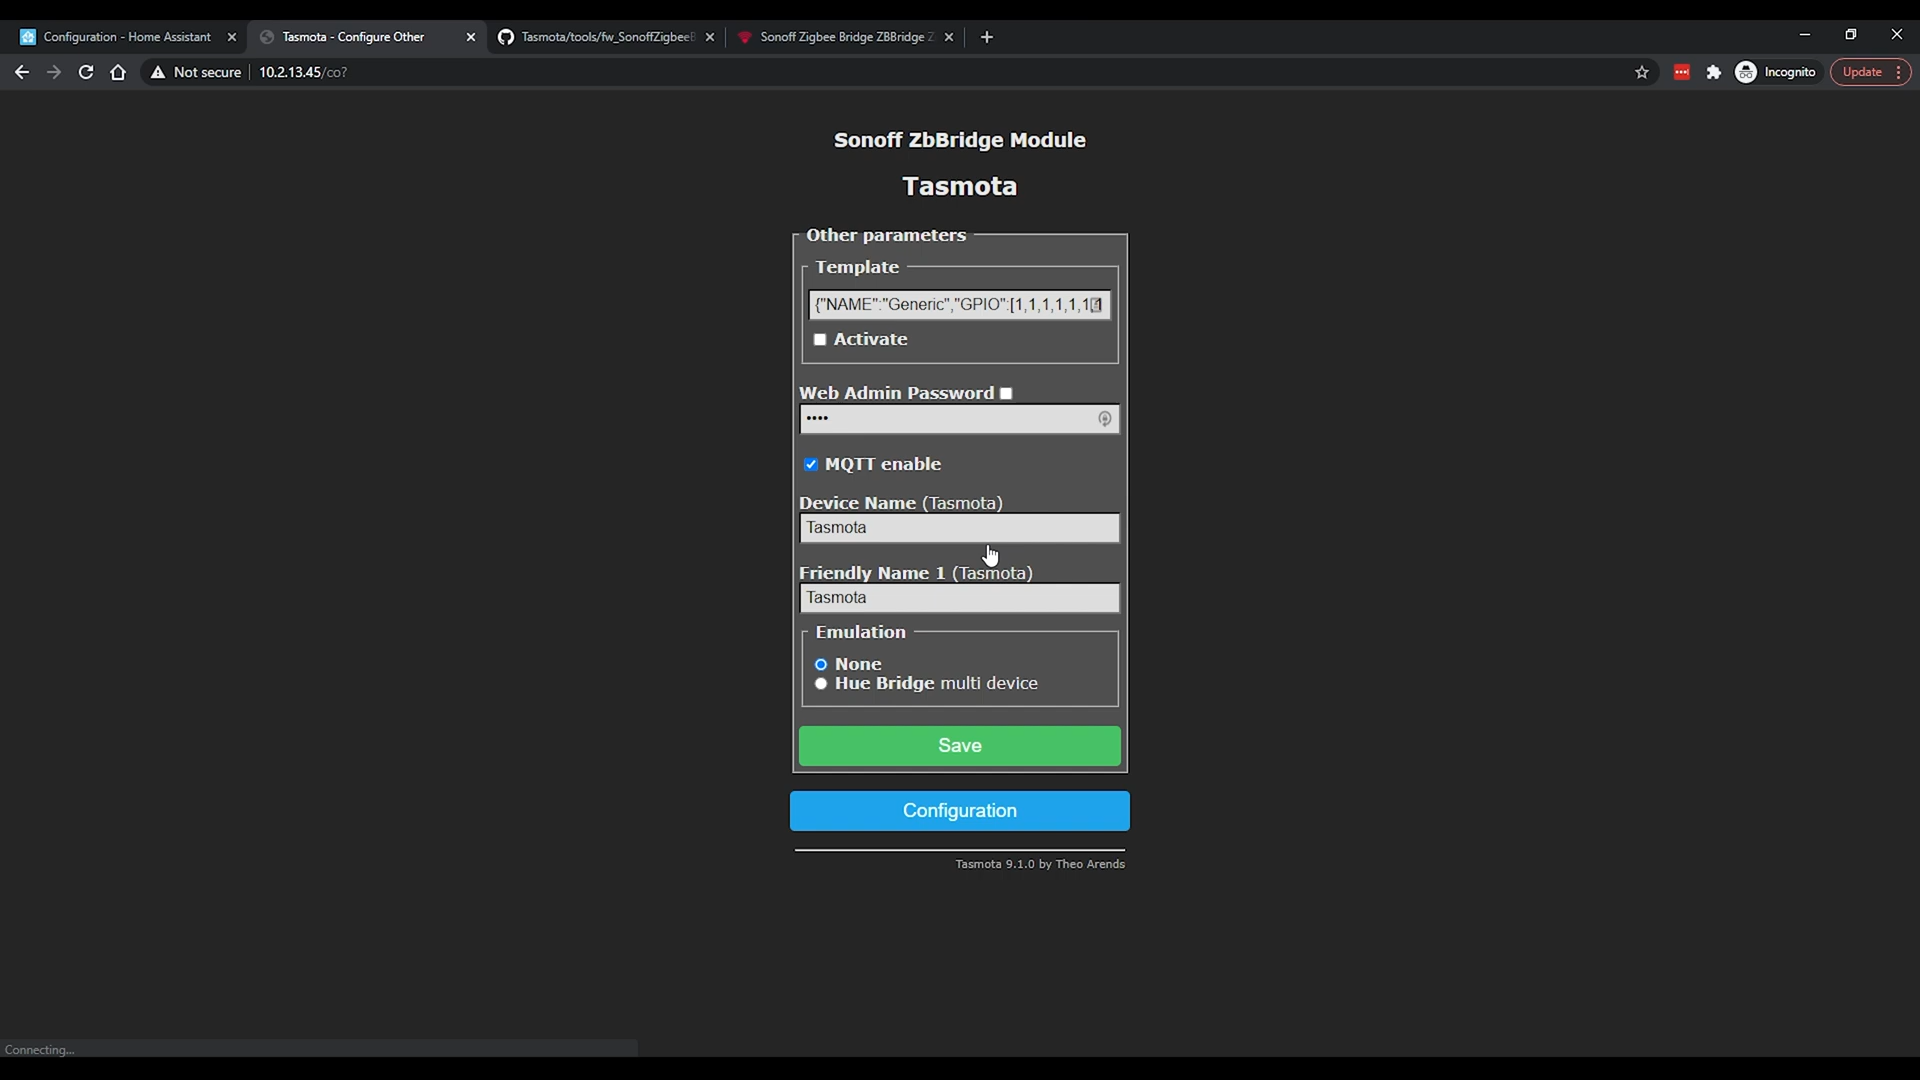 Configuration - Home Assistant
Tasmota - Configure Other
Tasmota/tools/fw_SonoffZigbeeB
Sonoff Zigbee Bridge ZBBridge Z
Not secure
10.2.13.45/co?
Incognito
Update
Sonoff ZbBridge Module
Tasmota
Other parameters
Template
{"NAME":"Generic","GPIO":[1,1,1,1,1,1,1
Activate
Web Admin Password
••••
MQTT enable
Device Name (Tasmota)
Tasmota
Friendly Name 1 (Tasmota)
Tasmota
Emulation
None
Hue Bridge multi device
Save
Configuration
Tasmota 9.1.0 by Theo Arends
Connecting...